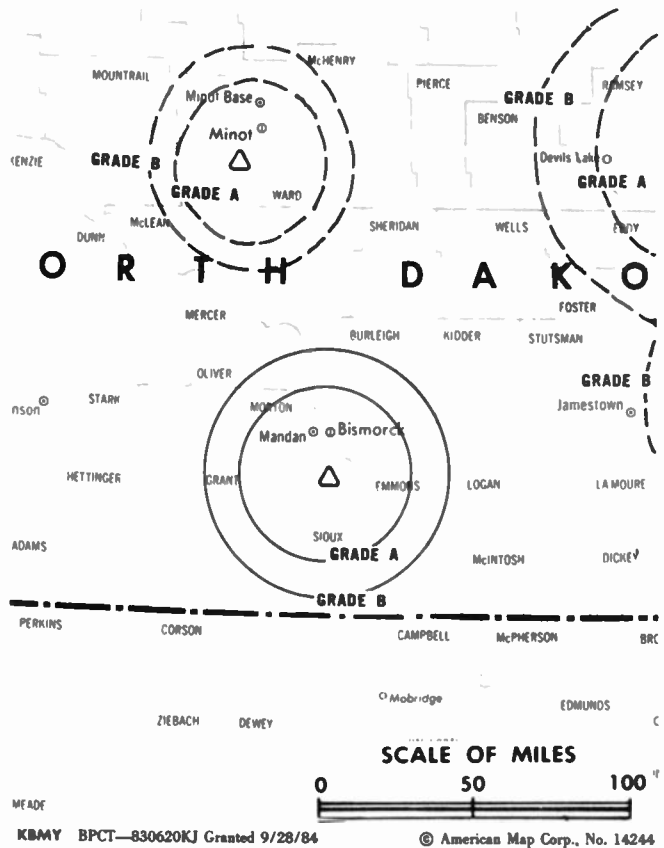 McHENRY
MOUNTRAIL
PIERCE
RAMSEY
Minot Base
GRADE B
BENSON
Minot
Devils Lake
KENZIE
GRADE B
GRADE A
GRADE A
WARD
McLEAN
SHERIDAN
WELLS
EDDY
DUNN
O R T H D A K O
FOSTER
MERCER
BURLEIGH
KIDDER
STUTSMAN
OLIVER
GRADE B
nson
STARK
MORTON
Jamestown
Mandan
Bismarck
HETTINGER
GRANT
EMMONS
LOGAN
LA MOURE
SIOUX
ADAMS
GRADE A
McINTOSH
DICKEY
GRADE B
PERKINS
CORSON
CAMPBELL
McPHERSON
BRO
Mobridge
EDMUNDS
ZIEBACH
DEWEY
SCALE OF MILES
0 50 100
MEADE
KBMY BPCT—830620KJ Granted 9/28/84
© American Map Corp., No. 14244